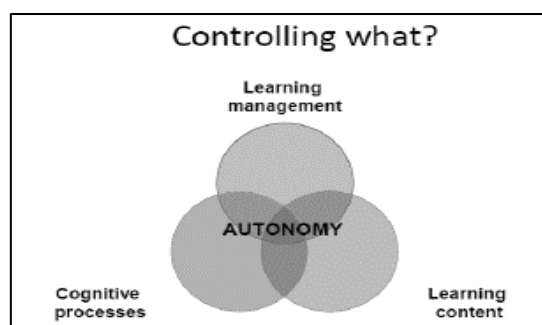 Controlling what?
Learning
management
AUTONOMY
Cognitive
processes
Learning
content